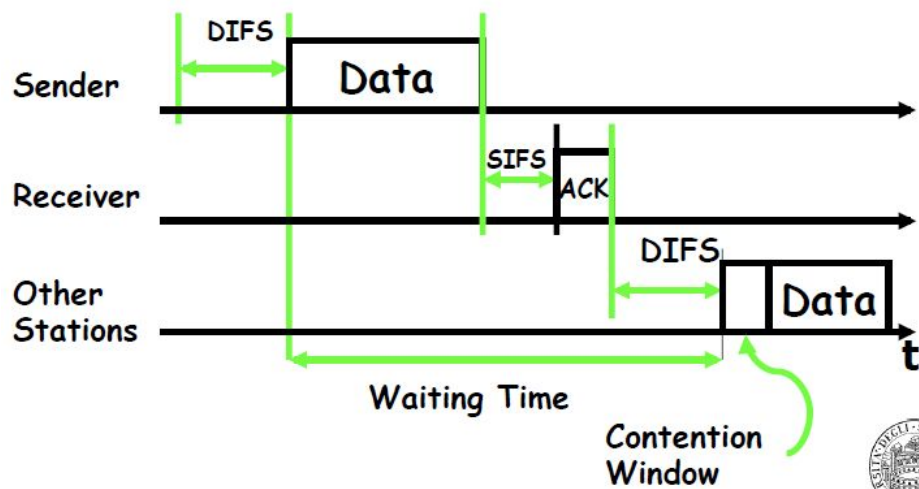 DIFS
Sender
Data
SIFS
Receiver
ACK
DIFS
Other
Stations
Data
t
Waiting Time
Contention
Window